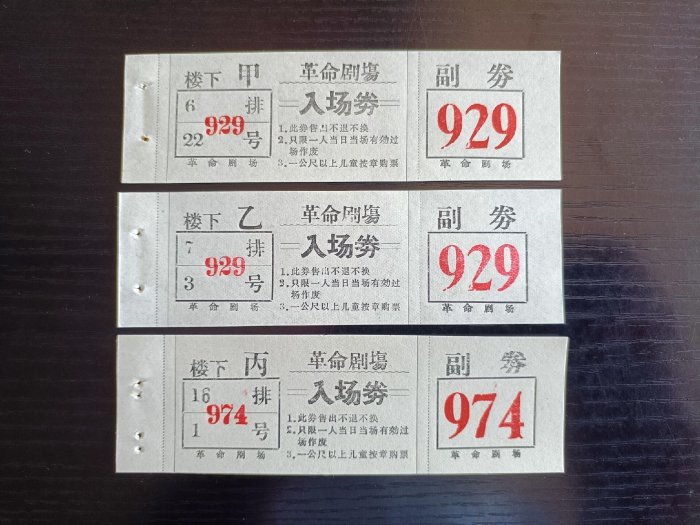 楼下 甲
6 排
929
22 号
革命剧场
革命剧場
入场券
1.此券售出不退不换
2.只限一人当日当场有効过
场作废
3.一公尺以上儿童按章购票
副 券
929
革命剧场
楼下 乙
7 排
929
3 号
革命剧场
革命剧場
入场券
1.此券售出不退不换
2.只限一人当日当场有効过
场作废
3.一公尺以上儿童按章购票
副 券
929
革命剧场
楼下 丙
16 排
974
1 号
革命剧场
革命剧場
入场券
1.此券售出不退不换
2.只限一人当日当场有効过
场作废
3.一公尺以上儿童按章购票
副 券
974
革命剧场